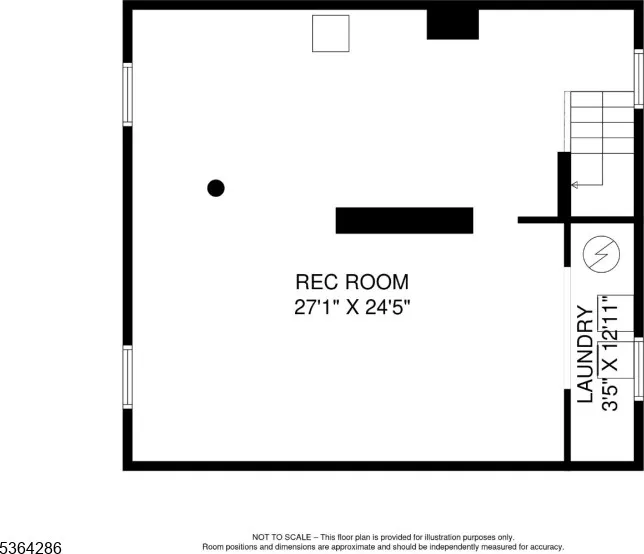 REC ROOM
27'1" X 24'5"
LAUNDRY
3'5" X 12'11"
NOT TO SCALE – This floor plan is provided for illustration purposes only.
Room positions and dimensions are approximate and should be independently measured for accuracy.
5364286